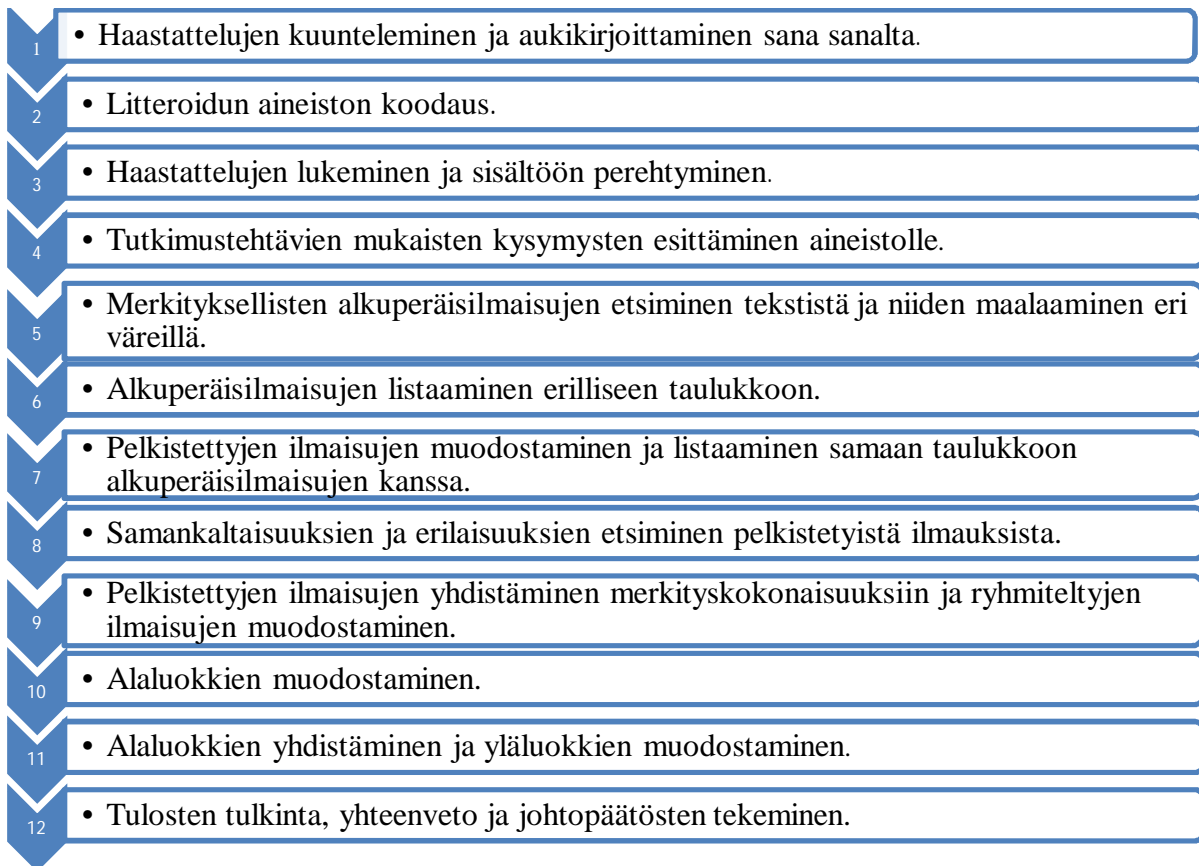 1 • Haastattelujen kuunteleminen ja aukikirjoittaminen sana sanalta.
2 • Litteroidun aineiston koodaus.
3 • Haastattelujen lukeminen ja sisältöön perehtyminen.
4 • Tutkimustehtävien mukaisten kysymysten esittäminen aineistolle.
5 • Merkityksellisten alkuperäisilmaisujen etsiminen tekstistä ja niiden maalaaminen eri
väreillä.
6 • Alkuperäisilmaisujen listaaminen erilliseen taulukkoon.
7 • Pelkistettyjen ilmaisujen muodostaminen ja listaaminen samaan taulukkoon
alkuperäisilmaisujen kanssa.
8 • Samankaltaisuuksien ja erilaisuuksien etsiminen pelkistetyistä ilmauksista.
9 • Pelkistettyjen ilmaisujen yhdistäminen merkityskokonaisuuksiin ja ryhmiteltyjen
ilmaisujen muodostaminen.
10 • Alaluokkien muodostaminen.
11 • Alaluokkien yhdistäminen ja yläluokkien muodostaminen.
12 • Tulosten tulkinta, yhteenveto ja johtopäätösten tekeminen.